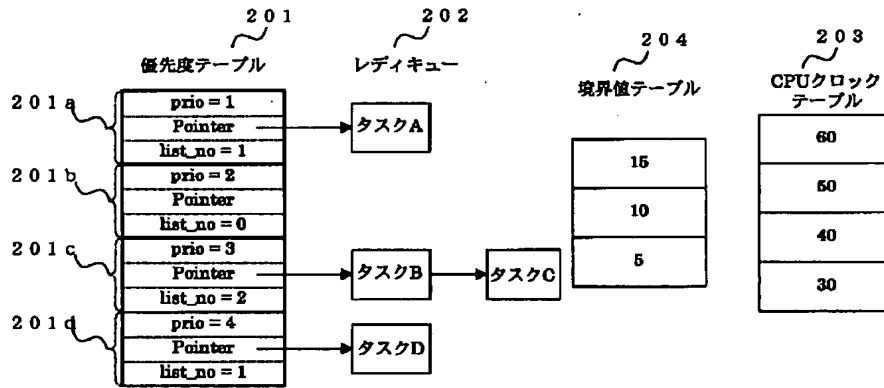 ２０１
優先度テーブル
２０１a
prio = 1
Pointer
list_no = 1
２０１b
prio = 2
Pointer
list_no = 0
２０１c
prio = 3
Pointer
list_no = 2
２０１d
prio = 4
Pointer
list_no = 1
２０２
レディキュー
タスクA
タスクB
タスクC
タスクD
２０４
境界値テーブル
15
10
5
２０３
CPUクロック
テーブル
60
50
40
30